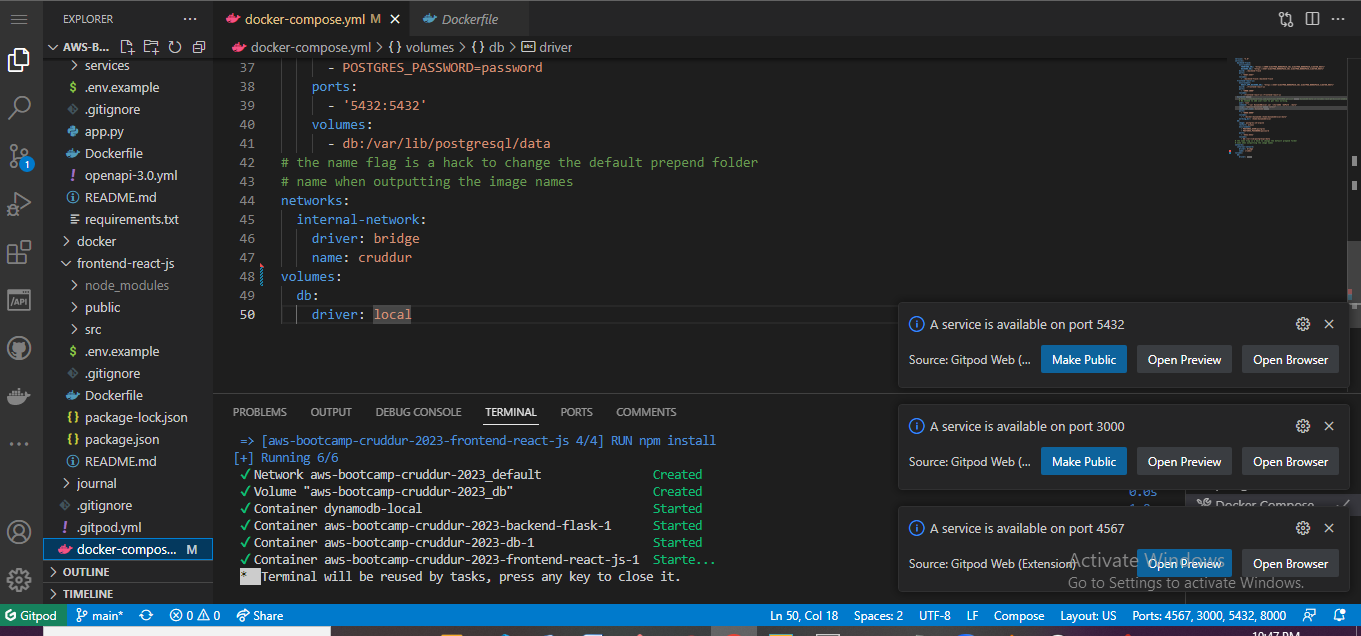 EXPLORER
AWS-B...
services
.env.example
.gitignore
app.py
Dockerfile
openapi-3.0.yml
README.md
requirements.txt
docker
frontend-react-js
node_modules
public
src
.env.example
.gitignore
Dockerfile
package-lock.json
package.json
README.md
journal
.gitignore
.gitpod.yml
docker-compos... M
OUTLINE
TIMELINE
docker-compose.yml M
Dockerfile
docker-compose.yml > {} volumes > {} db > driver
37 - POSTGRES_PASSWORD=password
38 ports:
39 - '5432:5432'
40 volumes:
41 - db:/var/lib/postgresql/data
42 # the name flag is a hack to change the default prepend folder
43 # name when outputting the image names
44 networks:
45 internal-network:
46 driver: bridge
47 name: cruddur
48 volumes:
49 db:
50 driver: local
PROBLEMS OUTPUT DEBUG CONSOLE TERMINAL PORTS COMMENTS
=> [aws-bootcamp-cruddur-2023-frontend-react-js 4/4] RUN npm install
[+] Running 6/6
✓ Network aws-bootcamp-cruddur-2023_default Created
✓ Volume "aws-bootcamp-cruddur-2023_db" Created
✓ Container dynamodb-local Started
✓ Container aws-bootcamp-cruddur-2023-backend-flask-1 Started
✓ Container aws-bootcamp-cruddur-2023-db-1 Started
✓ Container aws-bootcamp-cruddur-2023-frontend-react-js-1 Starte...
* Terminal will be reused by tasks, press any key to close it.
A service is available on port 5432
Source: Gitpod Web (... Make Public Open Preview Open Browser
A service is available on port 3000
Source: Gitpod Web (... Make Public Open Preview Open Browser
0.0s
Docker Compose
A service is available on port 4567
Source: Gitpod Web (Extension) Open Preview Open Browser
Activate Windows
Go to Settings to activate Windows.
Gitpod main* 0 0 Share
Ln 50, Col 18 Spaces: 2 UTF-8 LF Compose Layout: US Ports: 4567, 3000, 5432, 8000
10:47 PM